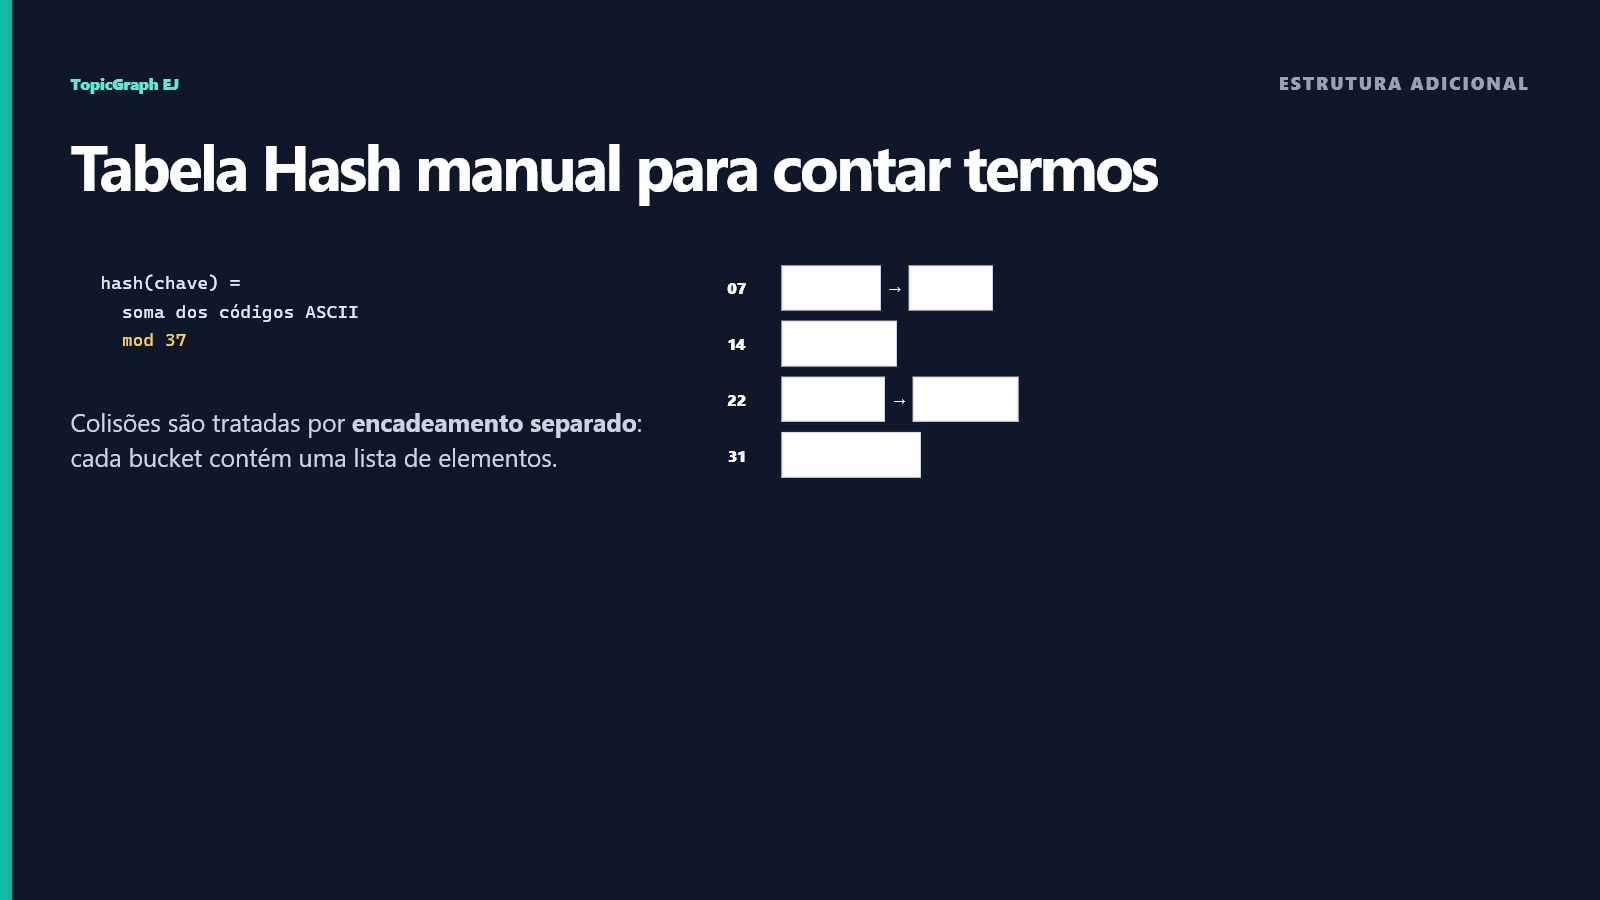 TopicGraph EJ
ESTRUTURA ADICIONAL
Tabela Hash manual para contar termos
hash(chave) =
soma dos códigos ASCII
mod 37
Colisões são tratadas por encadeamento separado:
cada bucket contém uma lista de elementos.
07 →
14
22 →
31